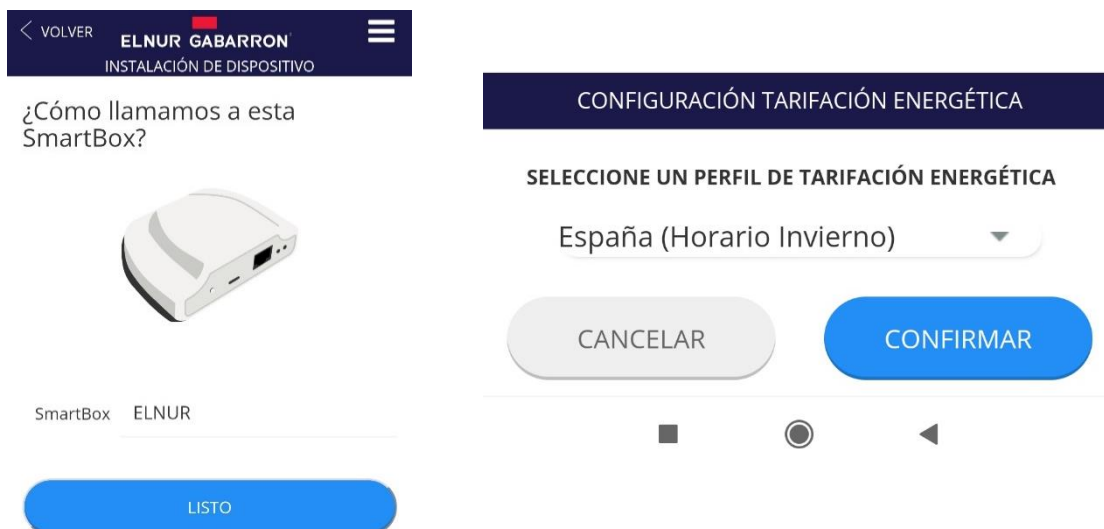 VOLVER
ELNUR GABARRON
INSTALACIÓN DE DISPOSITIVO
¿Cómo llamamos a esta
SmartBox?
SmartBox ELNUR
LISTO
CONFIGURACIÓN TARIFACIÓN ENERGÉTICA
SELECCIONE UN PERFIL DE TARIFACIÓN ENERGÉTICA
España (Horario Invierno)
CANCELAR CONFIRMAR